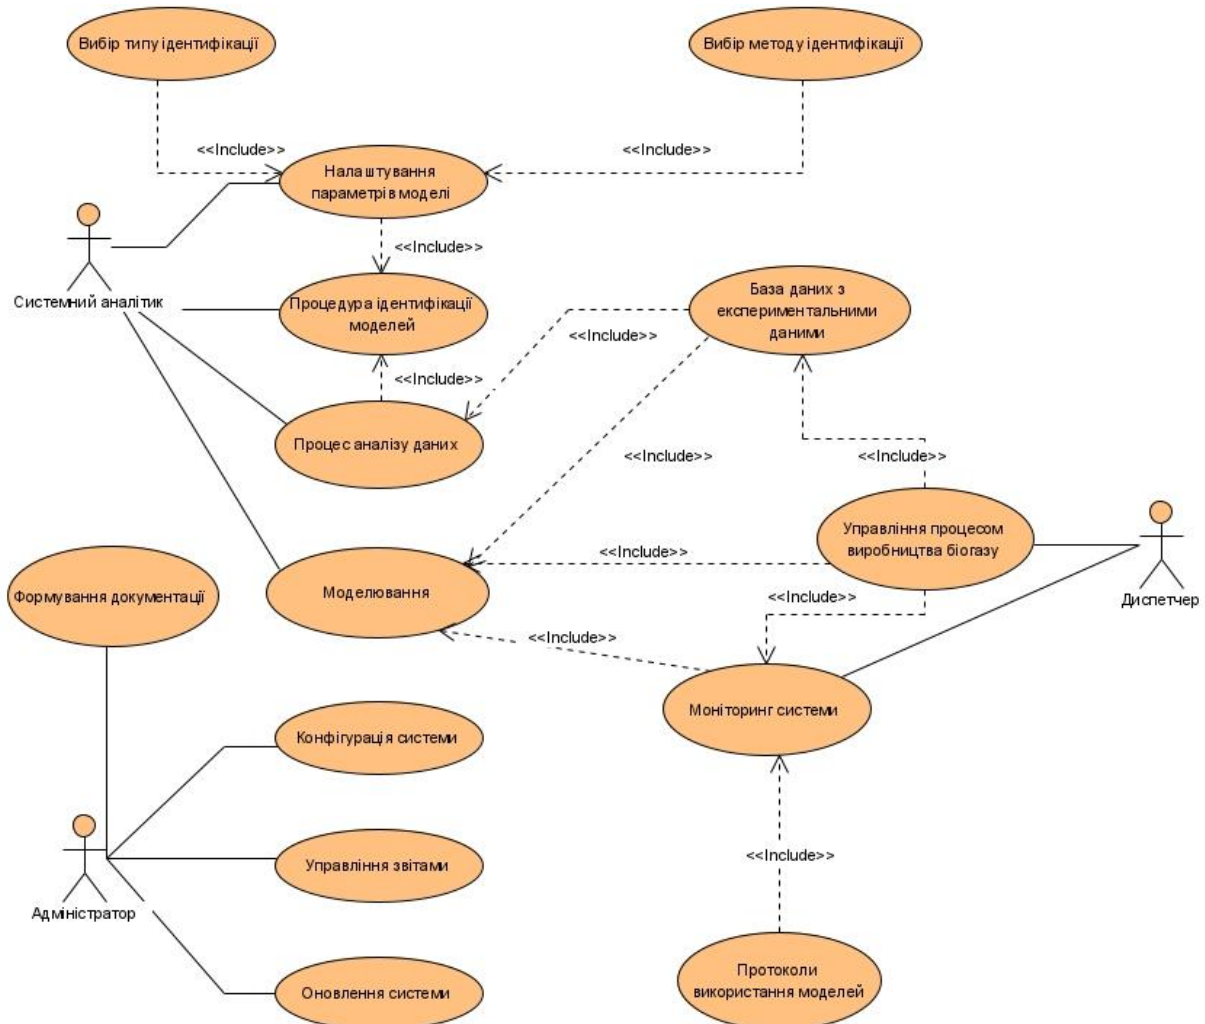 Вибір типу ідентифікації
Вибір методу ідентифікації
<<Include>>
<<Include>>
Налаштування
параметрів моделі
<<Include>>
Системний аналітик
Процедура ідентифікації
моделей
База даних з
експериментальними
даними
<<Include>>
<<Include>>
Процес аналізу даних
<<Include>>
<<Include>>
Управління процесом
виробництва біогазу
<<Include>>
Диспетчер
Формування документації
Моделювання
<<Include>>
<<Include>>
Моніторинг системи
Конфігурація системи
<<Include>>
Управління звітами
Адміністратор
Оновлення системи
Протоколи
використання моделей